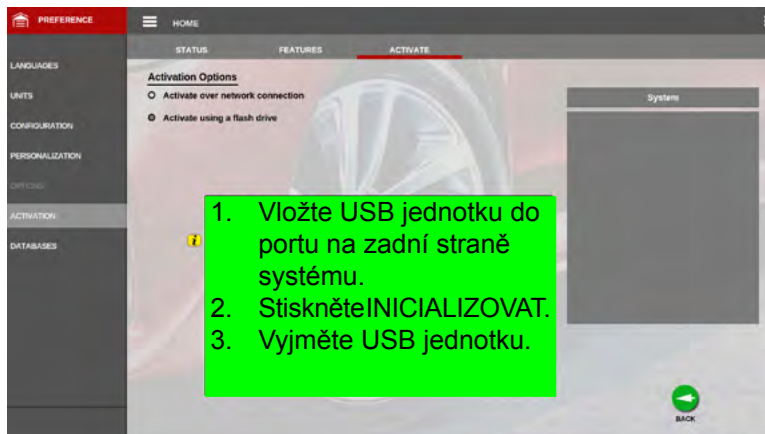 PREFERENCE
HOME
STATUS FEATURES ACTIVATE
LANGUAGES
UNITS
CONFIGURATION
PERSONALIZATION
OPTIONS
ACTIVATION
DATABASES
Activation Options
Activate over network connection
Activate using a flash drive
System
1. Vložte USB jednotku do
portu na zadní straně
systému.
2. StiskněteINICIALIZOVAT.
3. Vyjměte USB jednotku.
BACK